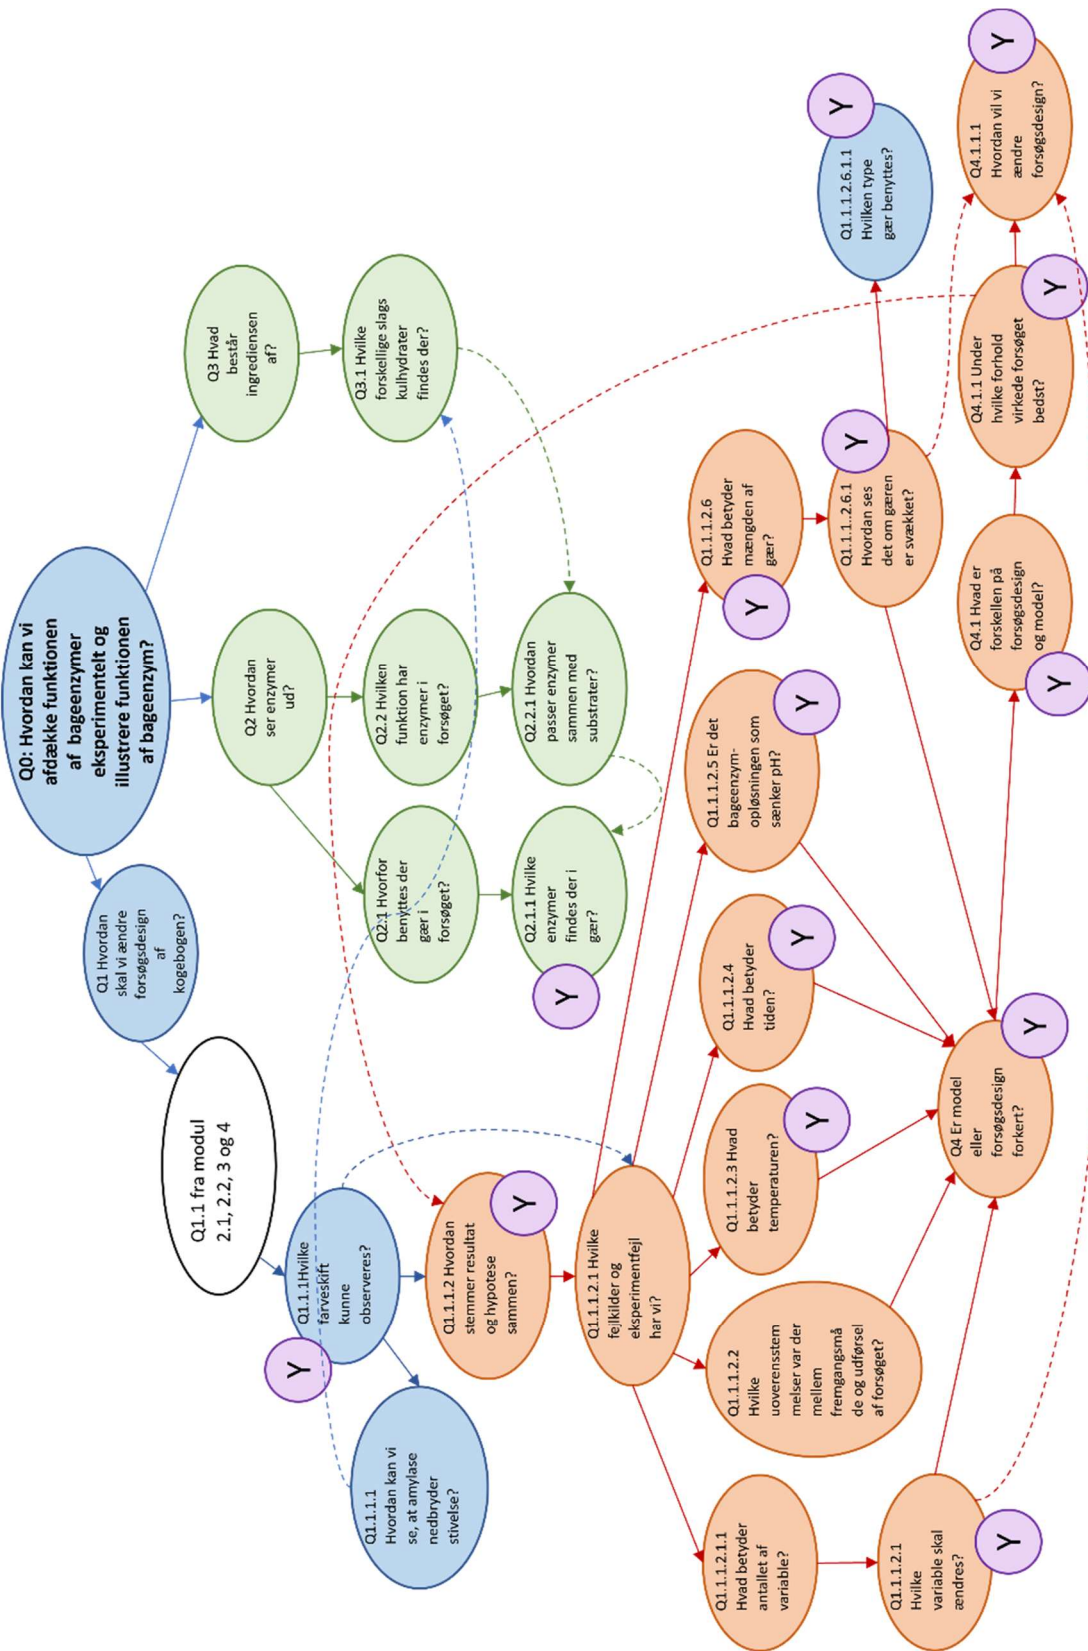 Q0: Hvordan kan vi
afdække funktionen
af bageenzymer
eksperimentelt og
illustrere funktionen
af bageenzym?
Q1 Hvordan
skal vi ændre
forsøgsdesign
af
kogebogen?
Q2 Hvordan
ser enzymer
ud?
Q3 Hvad
består
ingrediensen
af?
Q1.1 fra modul
2.1, 2.2, 3 og 4
Q2.1 Hvorfor
benyttes der
gær i
forsøget?
Q2.2 Hvilken
funktion har
enzymer i
forsøget?
Q3.1 Hvilke
forskellige slags
kulhydrater
findes der?
Q1.1.1Hvilke
farveskift
kunne
observeres?
Y
Q2.1.1 Hvilke
enzymer
findes der i
gær?
Y
Q2.2.1 Hvordan
passer enzymer
sammen med
substrater?
Q1.1.1.1
Hvordan kan vi
se, at amylase
nedbryder
stivelse?
Q1.1.1.2 Hvordan
stemmer resultat
og hypotese
sammen?
Y
Q1.1.1.2.1 Hvilke
fejlkilder og
eksperimentfejl
har vi?
Q1.1.1.2.1.1
Hvad betyder
antallet af
variable?
Q1.1.1.2.2
Hvilke
uoverensstem
melser var der
mellem
fremgangsmå
de og udførsel
af forsøget?
Q1.1.1.2.3 Hvad
betyder
temperaturen?
Y
Q1.1.1.2.4
Hvad betyder
tiden?
Y
Q1.1.1.2.5 Er det
bageenzym-
opløsningen som
sænker pH?
Y
Q1.1.1.2.6
Hvad betyder
mængden af
gær?
Y
Q1.1.1.2.1
Hvilke
variable skal
ændres?
Y
Q1.1.1..2.6.1
Hvordan ses
det om gæren
er svækket?
Y
Q1.1.1.2.6.1.1
Hvilken type
gær benyttes?
Y
Q4 Er model
eller
forsøgsdesign
forkert?
Y
Q4.1 Hvad er
forskellen på
forsøgsdesign
og model?
Y
Q4.1.1 Under
hvilke forhold
virkede forsøget
bedst?
Y
Q4.1.1.1
Hvordan vil vi
ændre
forsøgsdesign?
Y